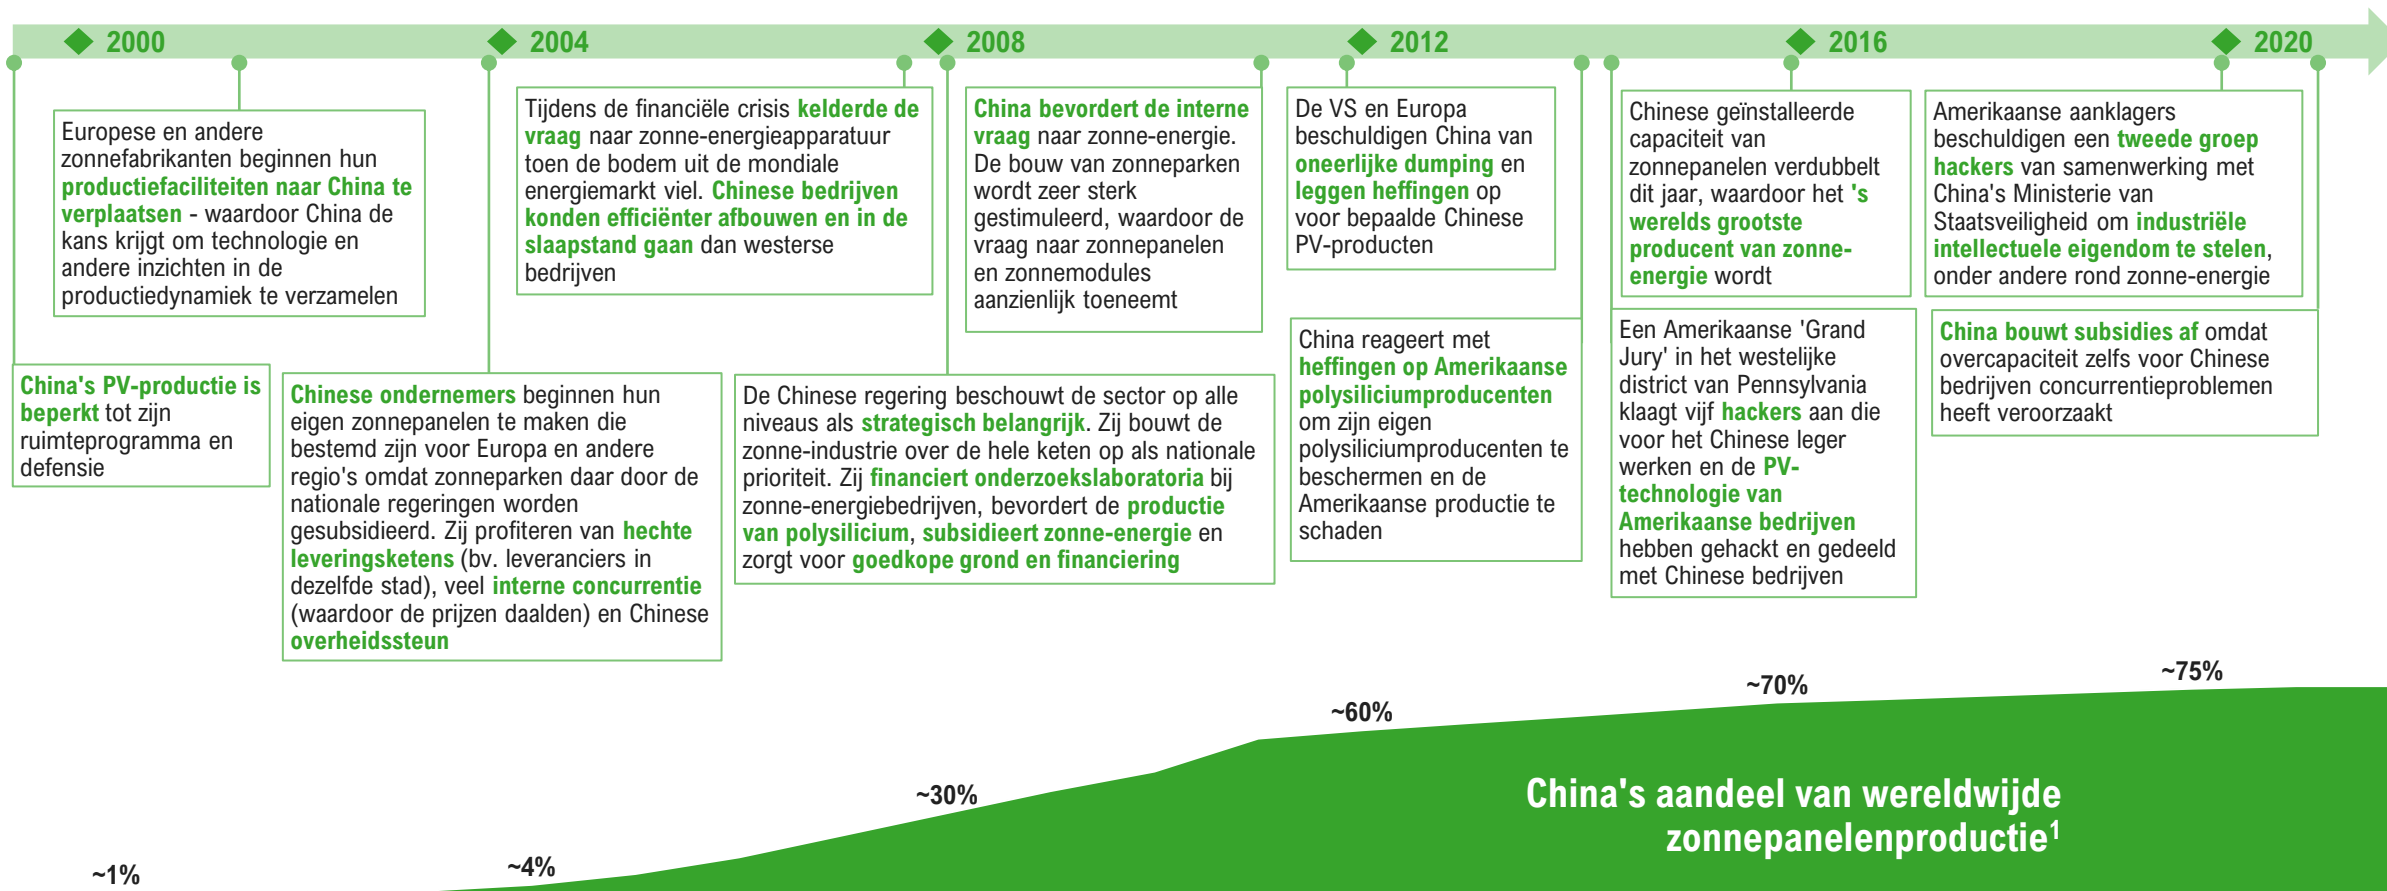 2000
2004
2008
2012
2016
2020
Europese en andere
zonnefabrikanten beginnen hun
productiefaciliteiten naar China te
verplaatsen - waardoor China de
kans krijgt om technologie en
andere inzichten in de
productiedynamiek te verzamelen
Tijdens de financiële crisis kelderde de
vraag naar zonne-energieapparatuur
toen de bodem uit de mondiale
energiemarkt viel. Chinese bedrijven
konden efficiënter afbouwen en in de
slaapstand gaan dan westerse
bedrijven
China bevordert de interne
vraag naar zonne-energie.
De bouw van zonneparken
wordt zeer sterk
gestimuleerd, waardoor de
vraag naar zonnepanelen
en zonnemodules
aanzienlijk toeneemt
De VS en Europa
beschuldigen China van
oneerlijke dumping en
leggen heffingen op
voor bepaalde Chinese
PV-producten
Chinese geïnstalleerde
capaciteit van
zonnepanelen verdubbelt
dit jaar, waardoor het 's
werelds grootste
producent van zonne-
energie wordt
Amerikaanse aanklagers
beschuldigen een tweede groep
hackers van samenwerking met
China's Ministerie van
Staatsveiligheid om industriële
intellectuele eigendom te stelen,
onder andere rond zonne-energie
China's PV-productie is
beperkt tot zijn
ruimteprogramma en
defensie
Chinese ondernemers beginnen hun
eigen zonnepanelen te maken die
bestemd zijn voor Europa en andere
regio's omdat zonneparken daar door de
nationale regeringen worden
gesubsidieerd. Zij profiteren van hechte
leveringsketens (bv. leveranciers in
dezelfde stad), veel interne concurrentie
(waardoor de prijzen daalden) en Chinese
overheidssteun
De Chinese regering beschouwt de sector op alle
niveaus als strategisch belangrijk. Zij bouwt de
zonne-industrie over de hele keten op als nationale
prioriteit. Zij financiert onderzoekslaboratoria bij
zonne-energiebedrijven, bevordert de productie
van polysilicium, subsidieert zonne-energie en
zorgt voor goedkope grond en financiering
China reageert met
heffingen op Amerikaanse
polysiliciumproducenten
om zijn eigen
polysiliciumproducenten te
beschermen en de
Amerikaanse productie te
schaden
Een Amerikaanse 'Grand
Jury' in het westelijke
district van Pennsylvania
klaagt vijf hackers aan die
voor het Chinese leger
werken en de PV-
technologie van
Amerikaanse bedrijven
hebben gehackt en gedeeld
met Chinese bedrijven
China bouwt subsidies af omdat
overcapaciteit zelfs voor Chinese
bedrijven concurrentieproblemen
heeft veroorzaakt
~1%
~4%
~30%
~60%
~70%
~75%
China's aandeel van wereldwijde
zonnepanelenproductie¹